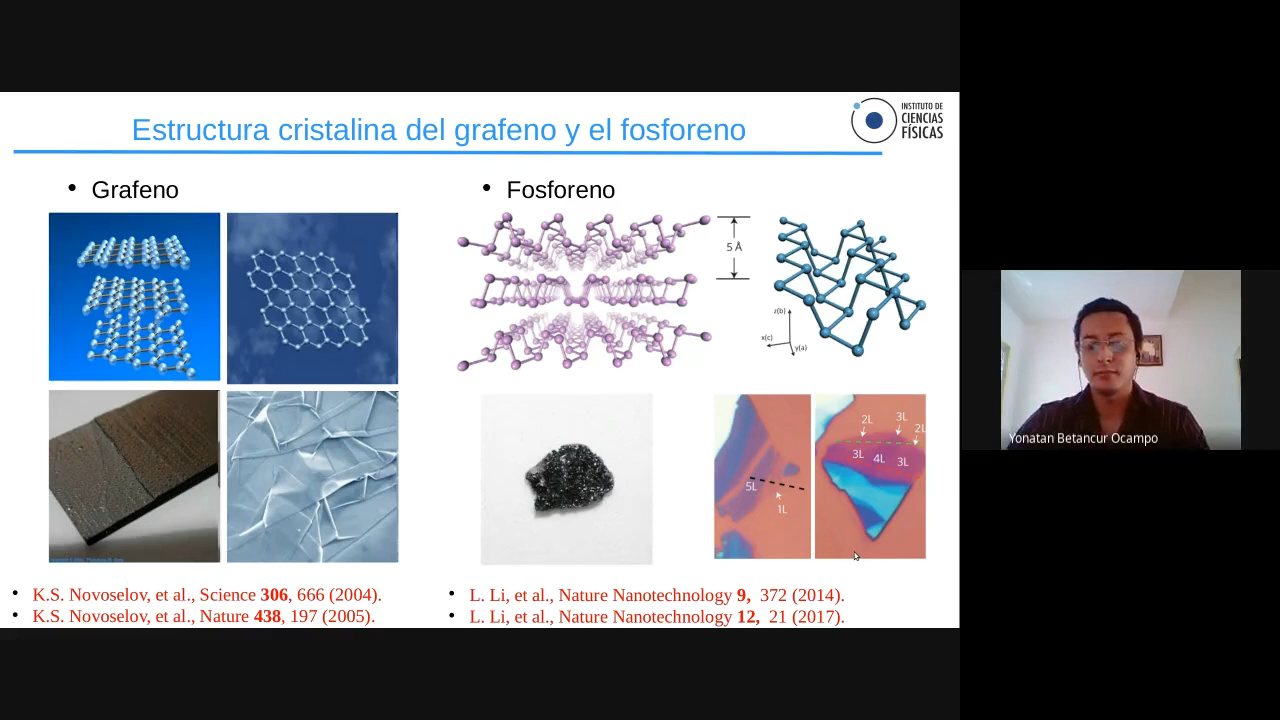 Estructura cristalina del grafeno y el fosforeno
INSTITUTO DE
CIENCIAS
FÍSICAS
• Grafeno
• Fosforeno
5 Å
z(b)
x(c)
y(a)
5L
1L
2L
3L
2L
3L
4L
3L
• K.S. Novoselov, et al., Science 306, 666 (2004).
• K.S. Novoselov, et al., Nature 438, 197 (2005).
• L. Li, et al., Nature Nanotechnology 9, 372 (2014).
• L. Li, et al., Nature Nanotechnology 12, 21 (2017).
Yonatan Betancur Ocampo